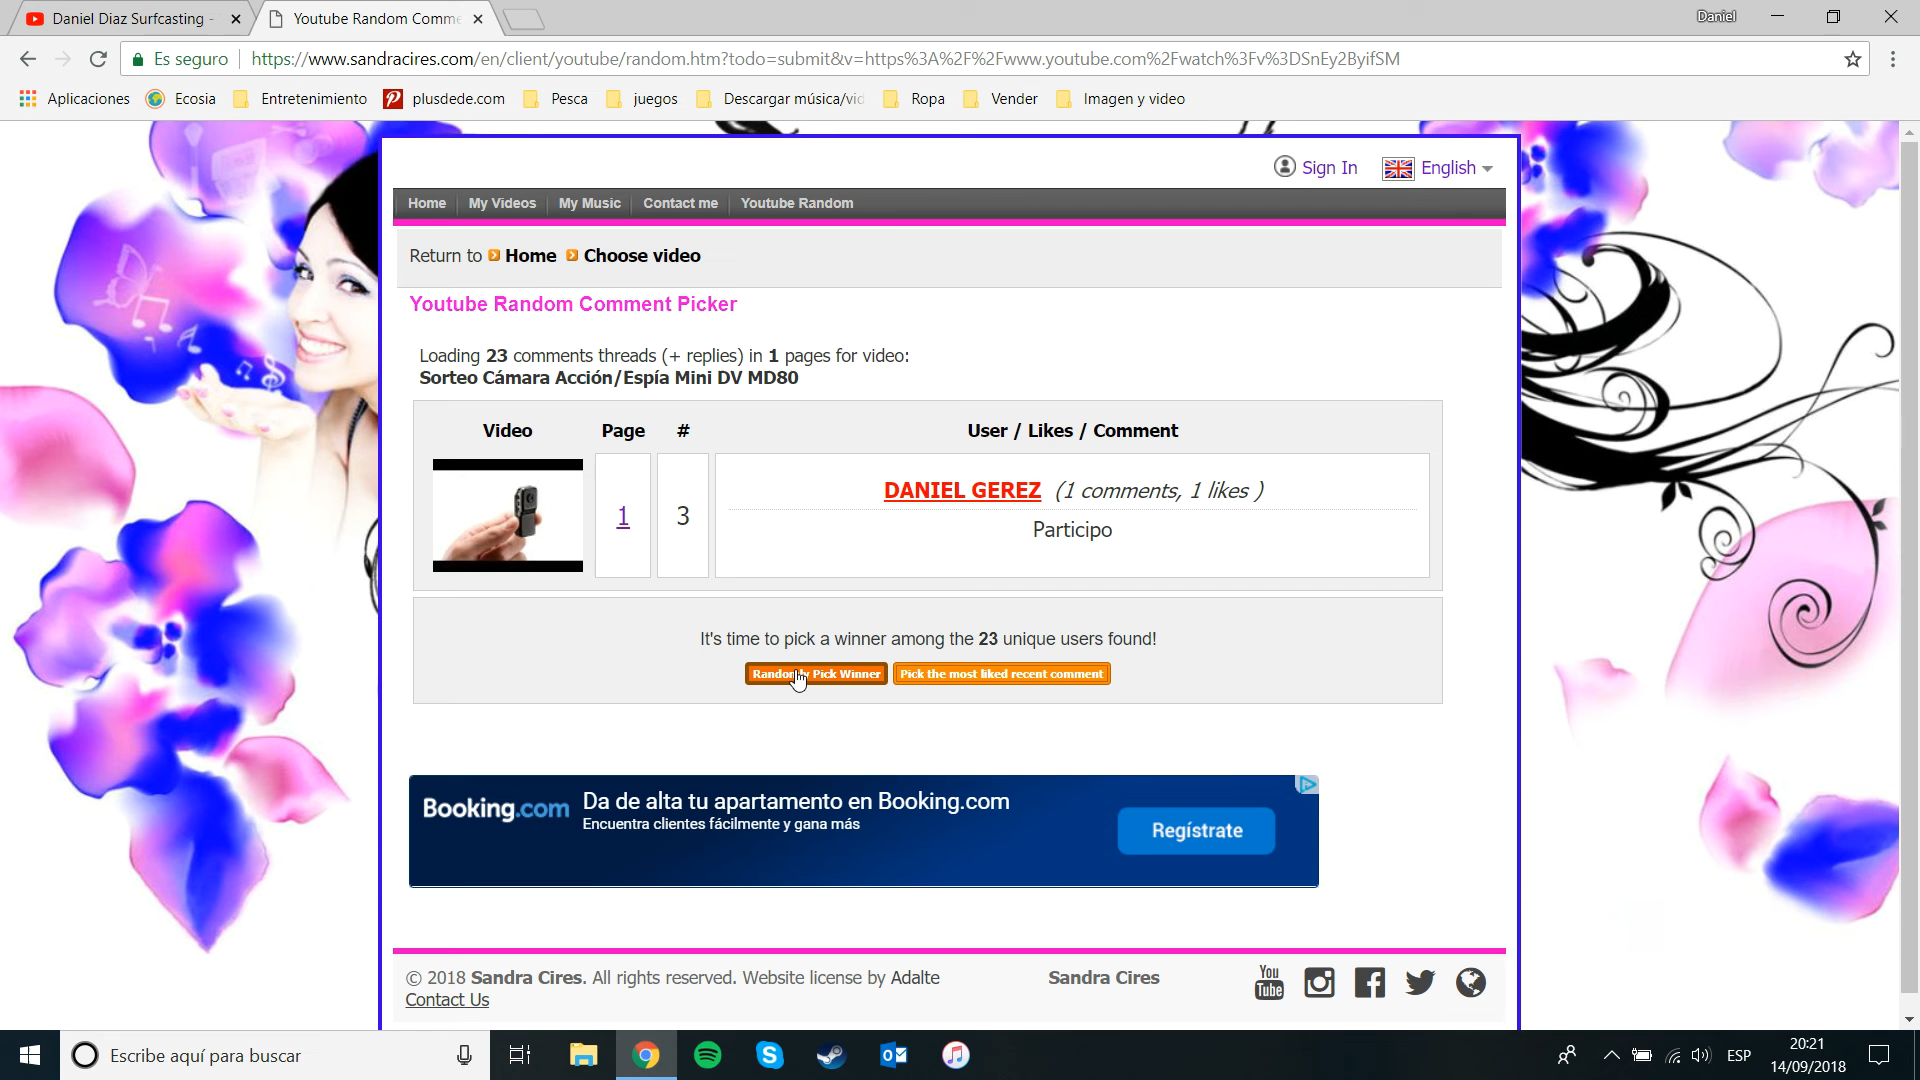 Daniel Diaz Surfcasting -
Youtube Random Comme
Daniel
Es seguro
https://www.sandracires.com/en/client/youtube/random.htm?todo=submit&v=https%3A%2F%2Fwww.youtube.com%2Fwatch%3Fv%3DSnEy2ByifSM
Aplicaciones
Ecosia
Entretenimiento
plusdede.com
Pesca
juegos
Descargar música/vid
Ropa
Vender
Imagen y video
Sign In
English
Home
My Videos
My Music
Contact me
Youtube Random
Return to Home Choose video
Youtube Random Comment Picker
Loading 23 comments threads (+ replies) in 1 pages for video:
Sorteo Cámara Acción/Espía Mini DV MD80
Video
Page
#
User / Likes / Comment
1
3
DANIEL GEREZ (1 comments, 1 likes )
Participo
It's time to pick a winner among the 23 unique users found!
Randomly Pick Winner
Pick the most liked recent comment
Booking.com
Da de alta tu apartamento en Booking.com
Encuentra clientes fácilmente y gana más
Regístrate
© 2018 Sandra Cires. All rights reserved. Website license by Adalte
Contact Us
Sandra Cires
You
Tube
Escribe aquí para buscar
ESP
20:21
14/09/2018